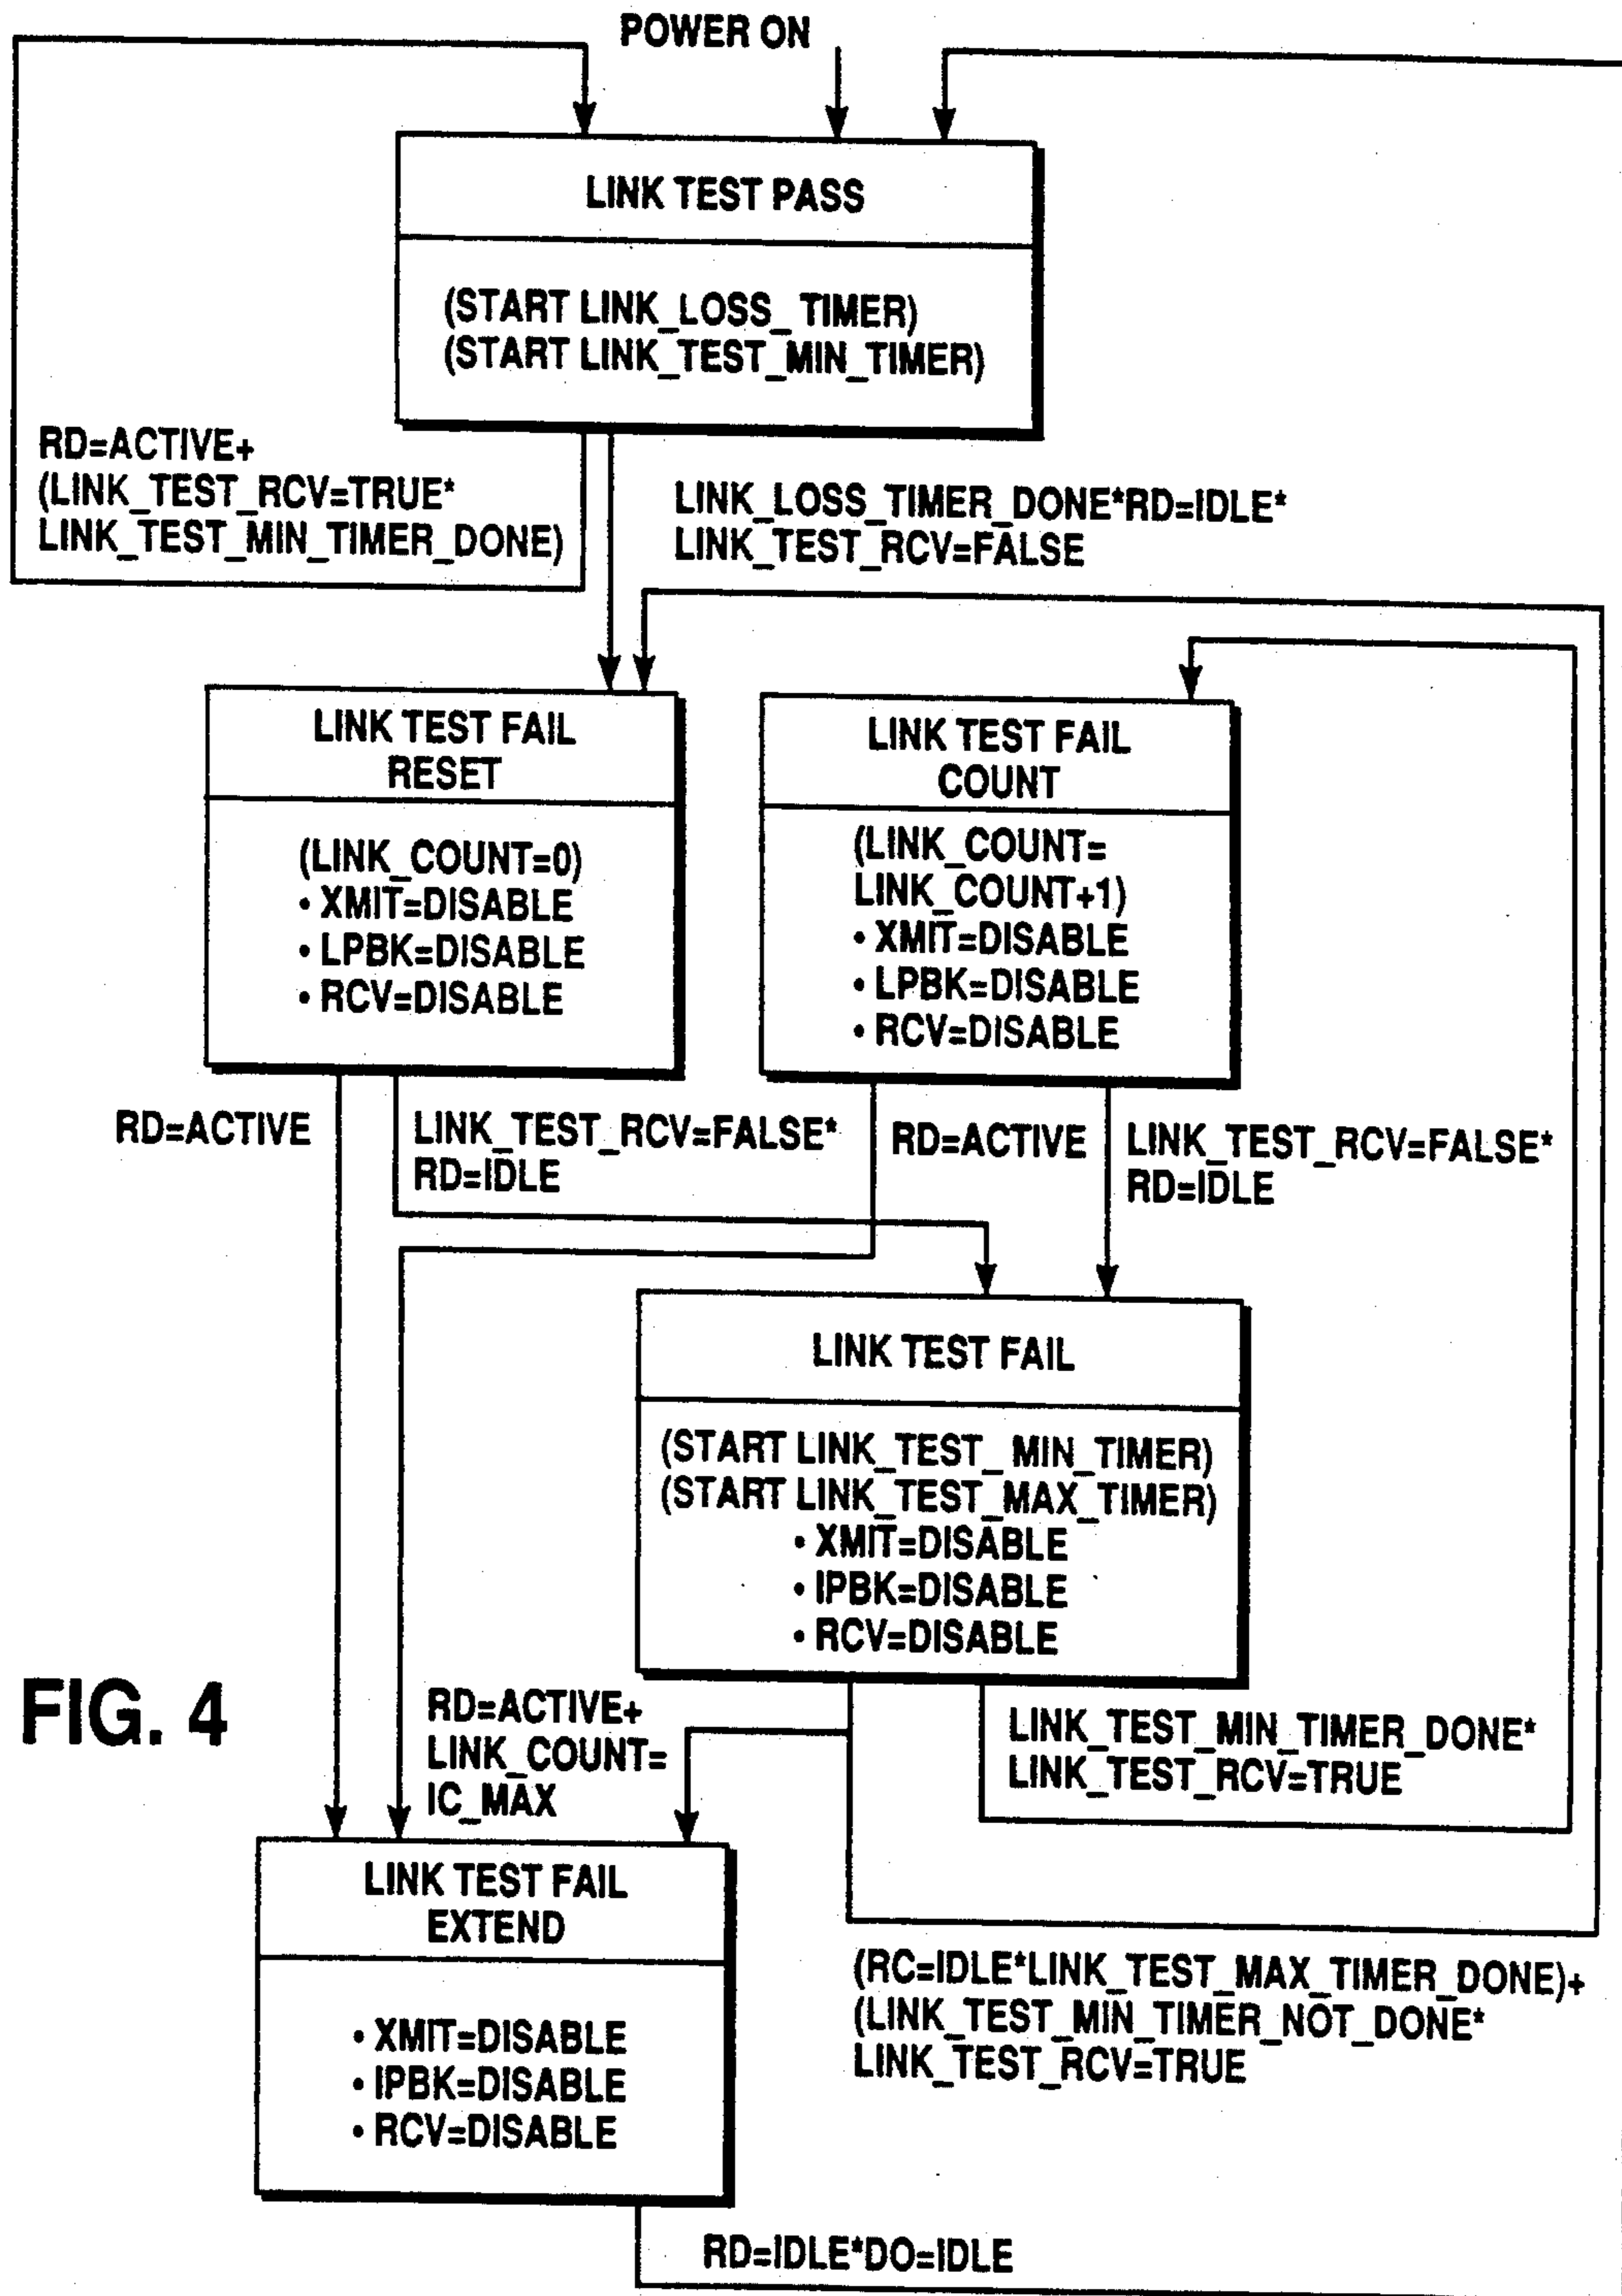 POWER ON
LINK TEST PASS
(START LINK_LOSS_ TIMER)
(START LINK_TEST_MIN_TIMER)
RD=ACTIVE+
(LINK_TEST_RCV=TRUE*
LINK_TEST_MIN_TIMER_DONE)
LINK_LOSS_TIMER_DONE*RD=IDLE*
LINK_TEST_RCV=FALSE
LINK TEST FAIL
RESET
(LINK_COUNT=0)
• XMIT=DISABLE
• LPBK=DISABLE
• RCV=DISABLE
LINK TEST FAIL
COUNT
(LINK_COUNT=
LINK_COUNT+1)
• XMIT=DISABLE
• LPBK=DISABLE
• RCV=DISABLE
RD=ACTIVE
LINK_TEST_RCV=FALSE*
RD=IDLE
RD=ACTIVE
LINK_TEST_RCV=FALSE*
RD=IDLE
LINK TEST FAIL
(START LINK_TEST_ MIN_TIMER)
(START LINK_TEST_MAX_TIMER)
• XMIT=DISABLE
• IPBK=DISABLE
• RCV=DISABLE
FIG. 4
RD=ACTIVE+
LINK_COUNT=
IC_MAX
LINK_TEST_MIN_TIMER_DONE*
LINK_TEST_RCV=TRUE
LINK TEST FAIL
EXTEND
• XMIT=DISABLE
• IPBK=DISABLE
• RCV=DISABLE
(RC=IDLE*LINK_TEST_MAX_TIMER_DONE)+
(LINK_TEST_MIN_TIMER_NOT_DONE*
LINK_TEST_RCV=TRUE
RD=IDLE*DO=IDLE